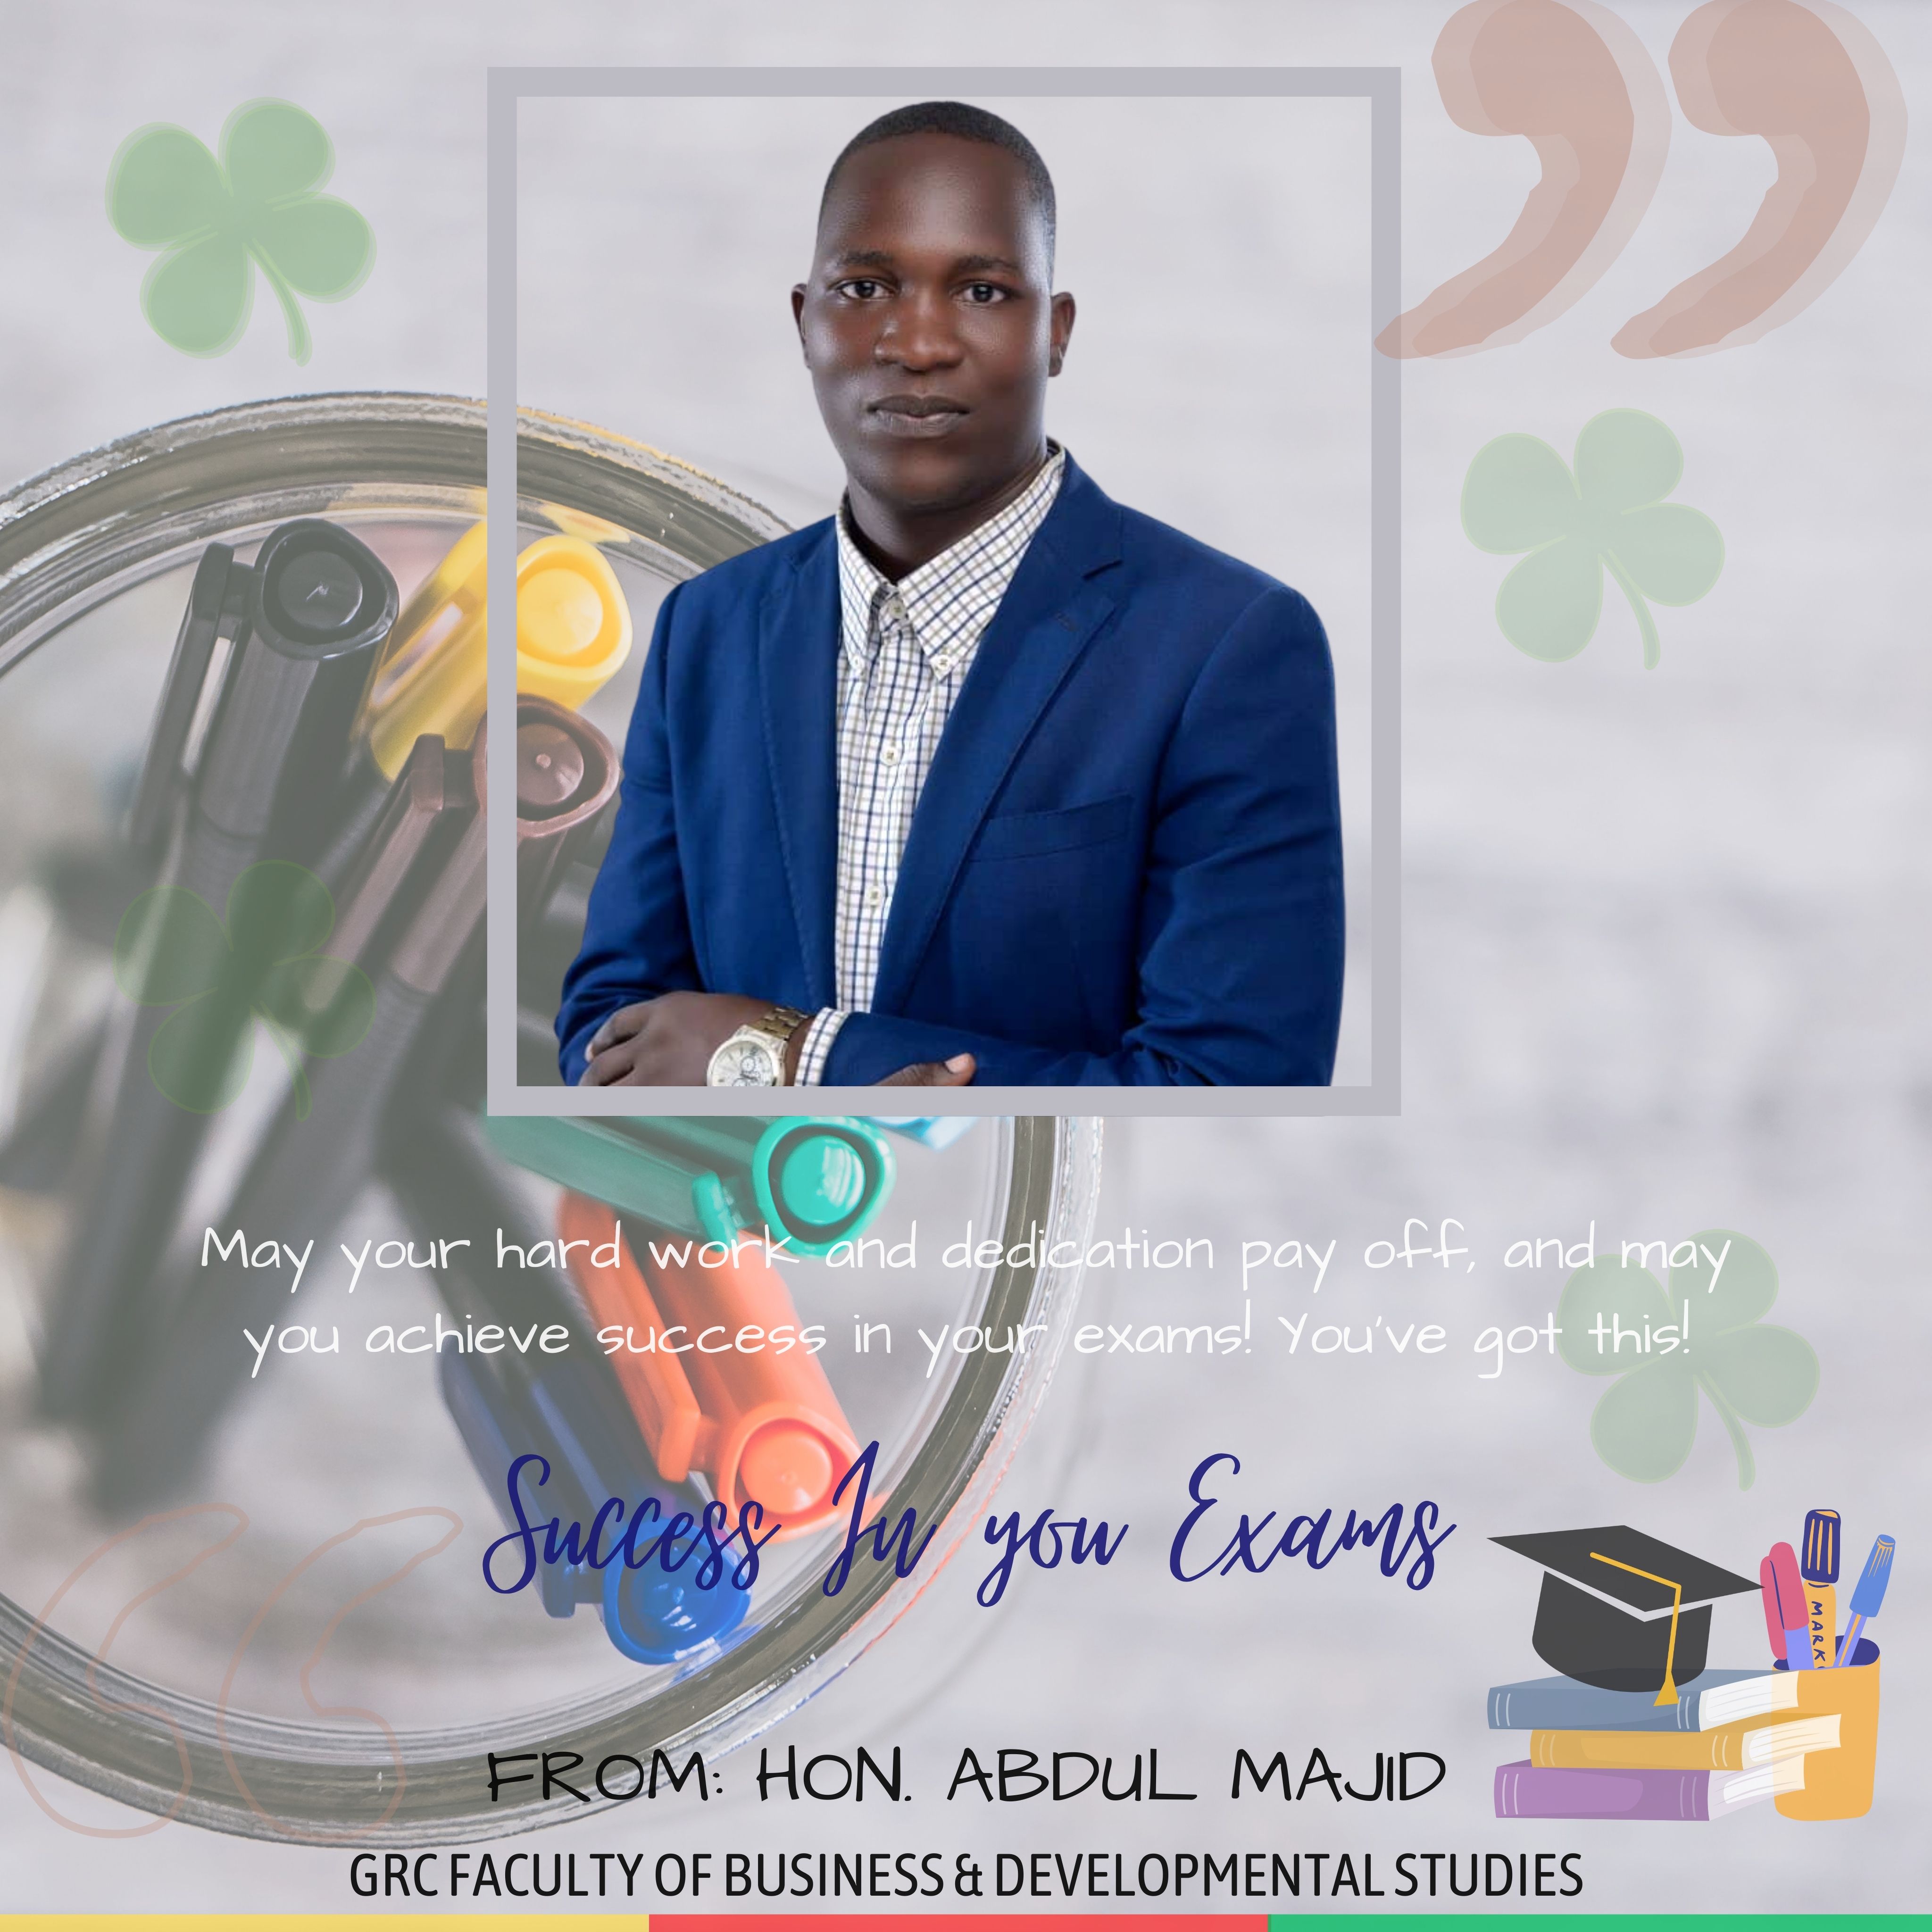 May your hard work and dedication pay off, and may
you achieve success in your exams! You've got this!
Success In you Exams
MARK
FROM: HON. ABDUL MAJID
GRC FACULTY OF BUSINESS & DEVELOPMENTAL STUDIES